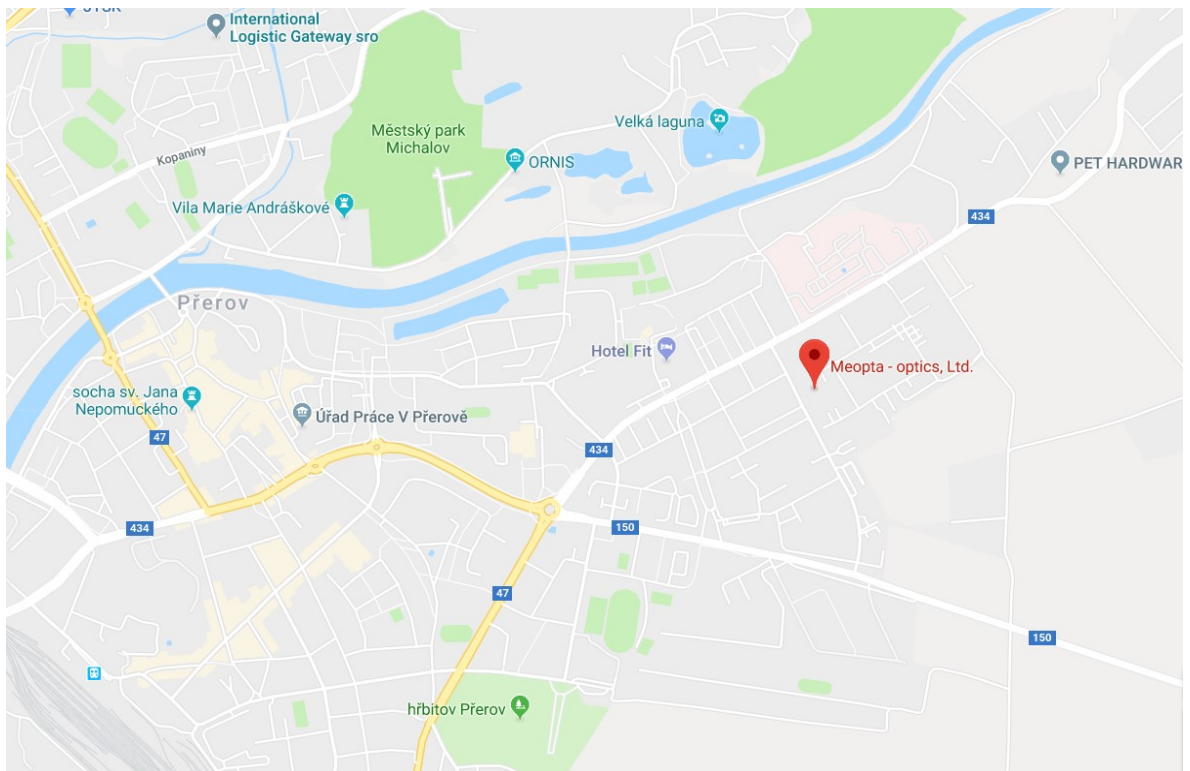 International
Logistic Gateway sro
Městský park
Michalov
Velká laguna
ORNIS
Kopaniny
PET HARDWAR
Vila Marie Andráškové
434
Přerov
Hotel Fit
Meopta - optics, Ltd.
socha sv. Jana
Nepomuckého
Úřad Práce V Přerově
47
434
434
150
47
150
hřbitov Přerov